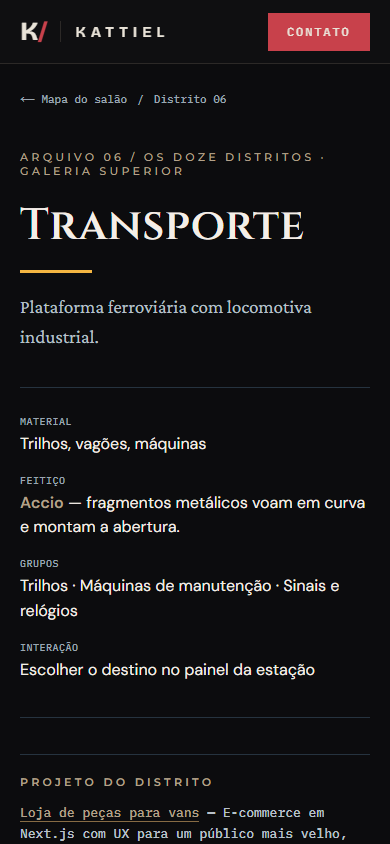 K/ KATTIEL CONTATO
← Mapa do salão / Distrito 06
ARQUIVO 06 / OS DOZE DISTRITOS ·
GALERIA SUPERIOR
Transporte
Plataforma ferroviária com locomotiva
industrial.
MATERIAL
Trilhos, vagões, máquinas
FEITIÇO
Accio — fragmentos metálicos voam em curva
e montam a abertura.
GRUPOS
Trilhos · Máquinas de manutenção · Sinais e
relógios
INTERAÇÃO
Escolher o destino no painel da estação
PROJETO DO DISTRITO
Loja de peças para vans — E-commerce em
Next.js com UX para um público mais velho,